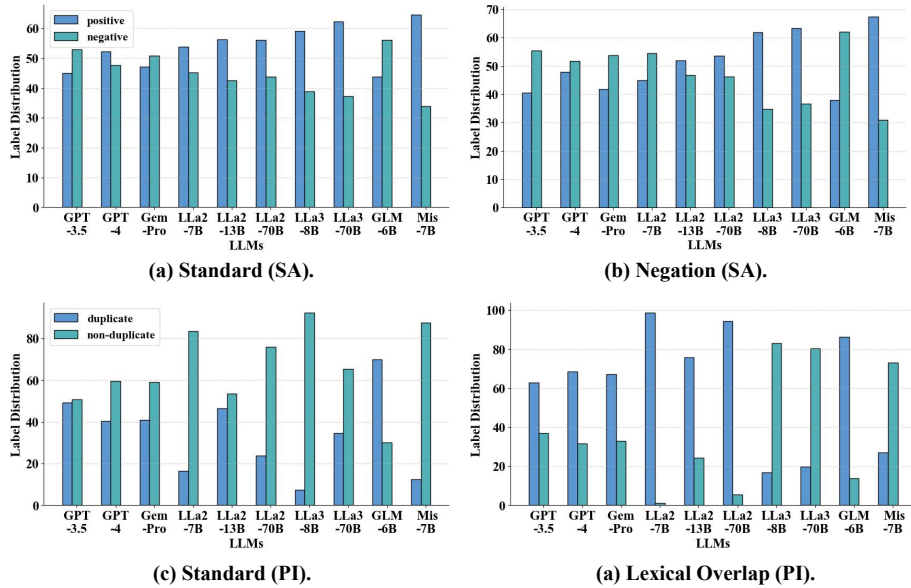 Label Distribution
60
50
40
30
20
10
0
positive
negative
GPT -3.5
GPT -4
Gem -Pro
LLa2 -7B
LLa2 -13B
LLa2 -70B
LLa3 -8B
LLa3 -70B
GLM -6B
Mis -7B
LLMs
(a) Standard (SA).
Label Distribution
70
60
50
40
30
20
10
0
GPT -3.5
GPT -4
Gem -Pro
LLa2 -7B
LLa2 -13B
LLa2 -70B
LLa3 -8B
LLa3 -70B
GLM -6B
Mis -7B
LLMs
(b) Negation (SA).
Label Distribution
80
60
40
20
0
duplicate
non-duplicate
GPT -3.5
GPT -4
Gem -Pro
LLa2 -7B
LLa2 -13B
LLa2 -70B
LLa3 -8B
LLa3 -70B
GLM -6B
Mis -7B
LLMs
(c) Standard (PI).
Label Distribution
100
80
60
40
20
0
GPT -3.5
GPT -4
Gem -Pro
LLa2 -7B
LLa2 -13B
LLa2 -70B
LLa3 -8B
LLa3 -70B
GLM -6B
Mis -7B
LLMs
(a) Lexical Overlap (PI).